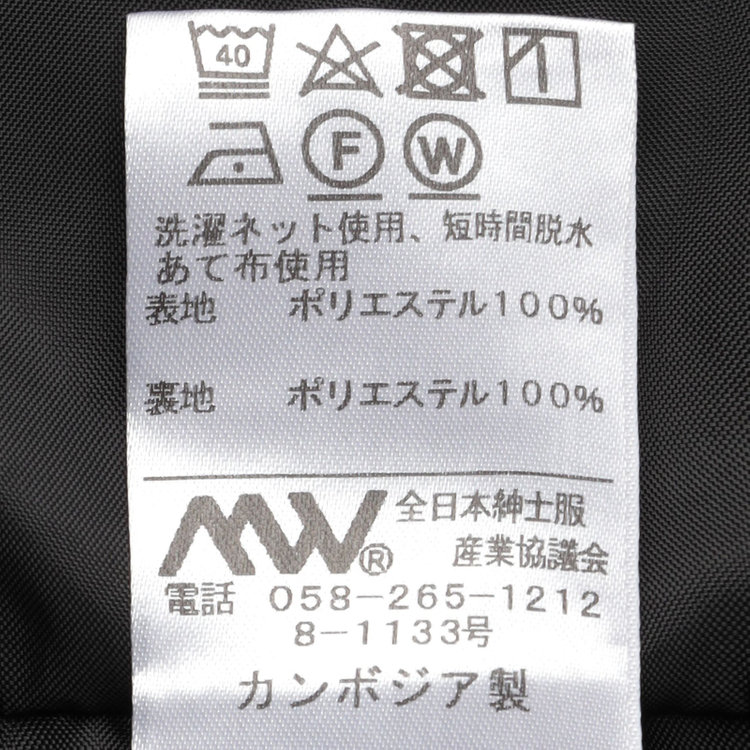 40
F W
洗濯ネット使用、短時間脱水
あて布使用
表地 ポリエステル100%
裏地 ポリエステル100%
MW® 全日本紳士服
産業協議会
電話 058-265-1212
8-1133号
カンボジア製